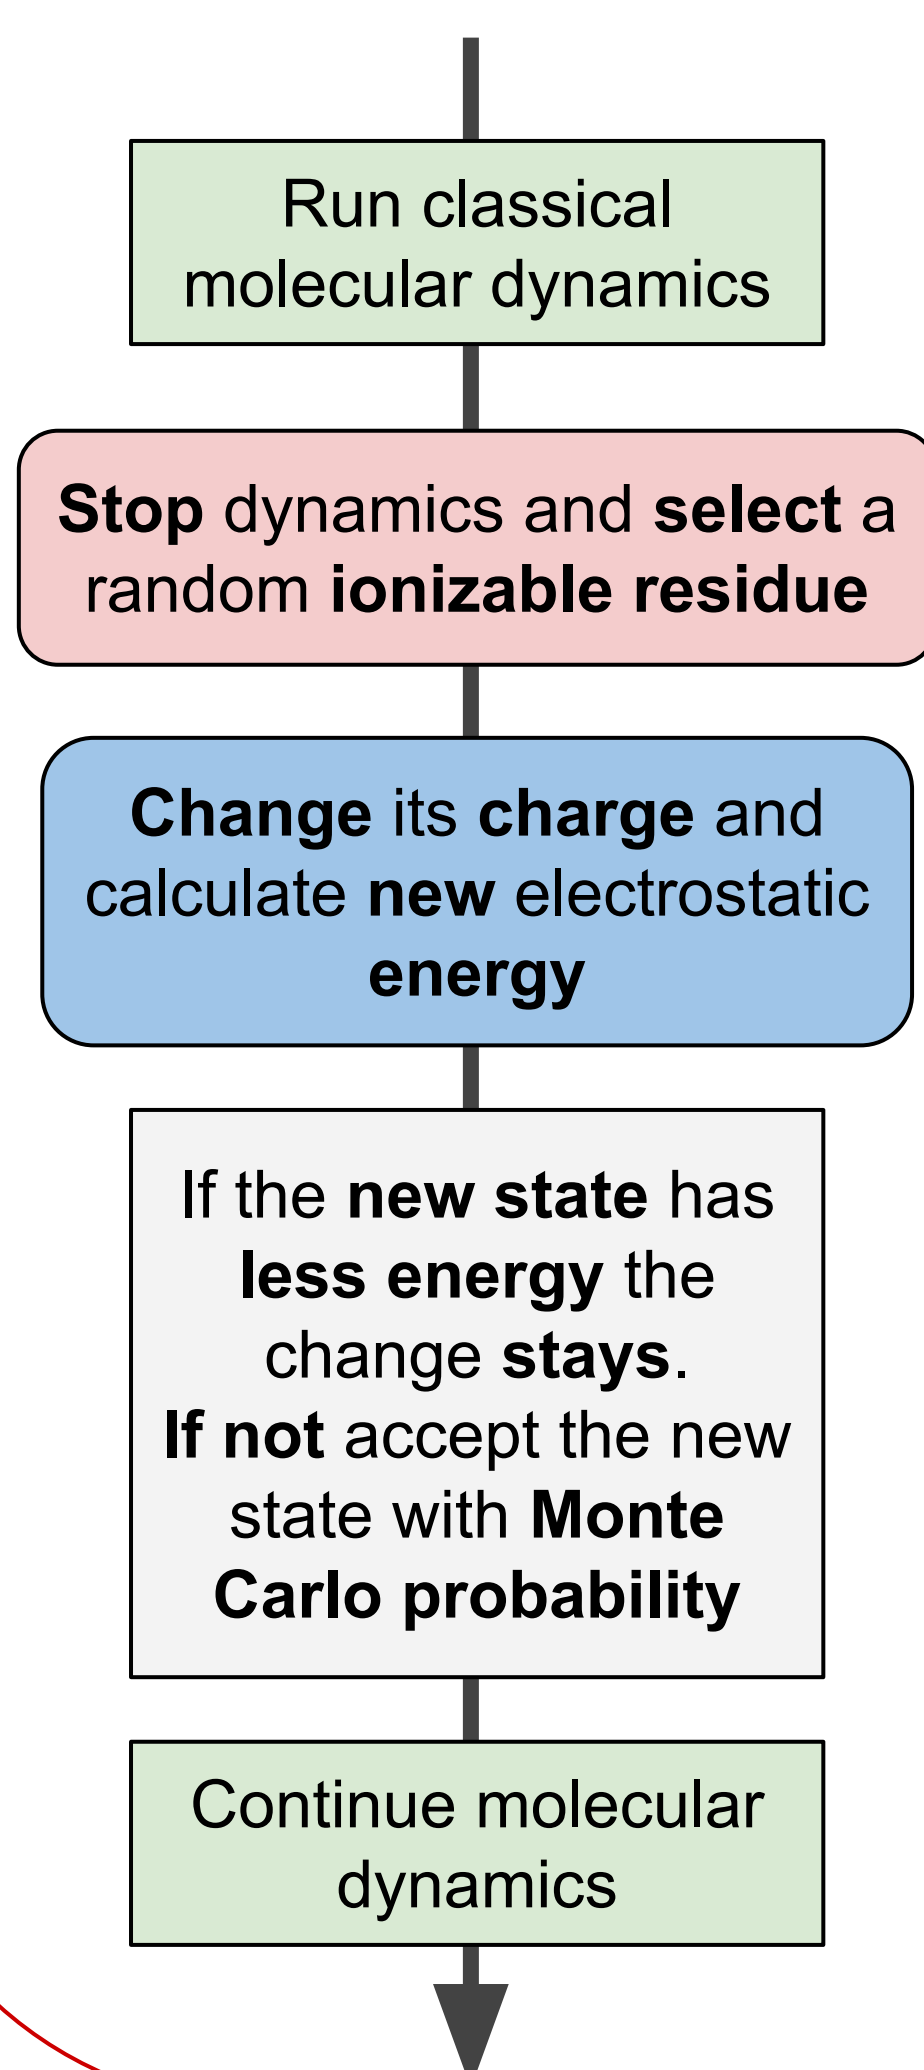 Run classical
molecular dynamics
Stop dynamics and select a
random ionizable residue
Change its charge and
calculate new electrostatic
energy
If the new state has
less energy the
change stays.
If not accept the new
state with Monte
Carlo probability
Continue molecular
dynamics